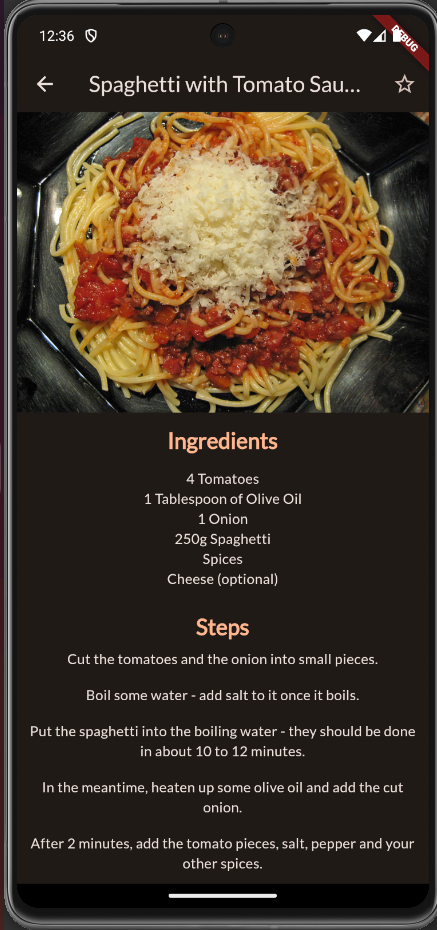 12:36
DEBUG
Spaghetti with Tomato Sau...
Ingredients
4 Tomatoes
1 Tablespoon of Olive Oil
1 Onion
250g Spaghetti
Spices
Cheese (optional)
Steps
Cut the tomatoes and the onion into small pieces.
Boil some water - add salt to it once it boils.
Put the spaghetti into the boiling water - they should be done
in about 10 to 12 minutes.
In the meantime, heaten up some olive oil and add the cut
onion.
After 2 minutes, add the tomato pieces, salt, pepper and your
other spices.